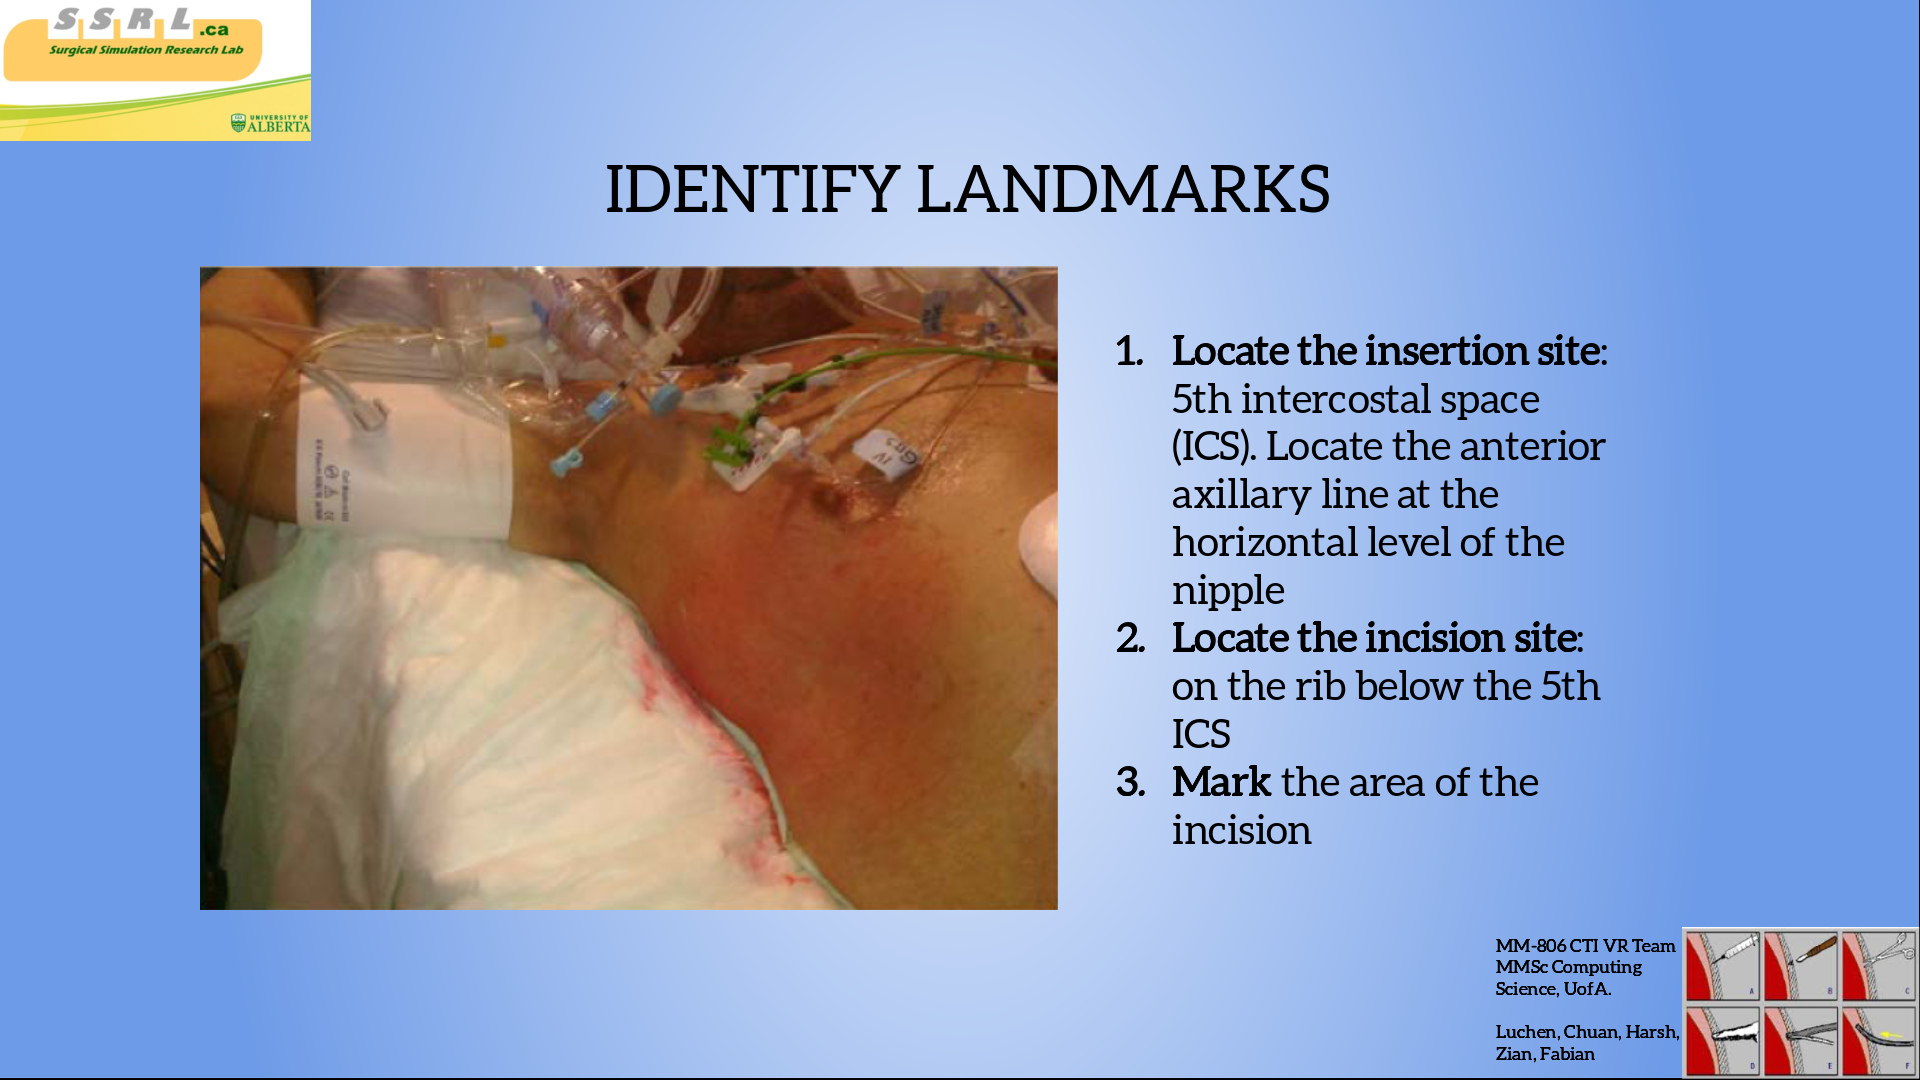 SSRL.ca
Surgical Simulation Research Lab
UNIVERSITY OF
ALBERTA
IDENTIFY LANDMARKS
1. Locate the insertion site:
5th intercostal space
(ICS). Locate the anterior
axillary line at the
horizontal level of the
nipple
2. Locate the incision site:
on the rib below the 5th
ICS
3. Mark the area of the
incision
IV
MM-806 CTI VR Team
MMSc Computing
Science, UofA.
Luchen, Chuan, Harsh,
Zian, Fabian
A
B
C
D
E
F